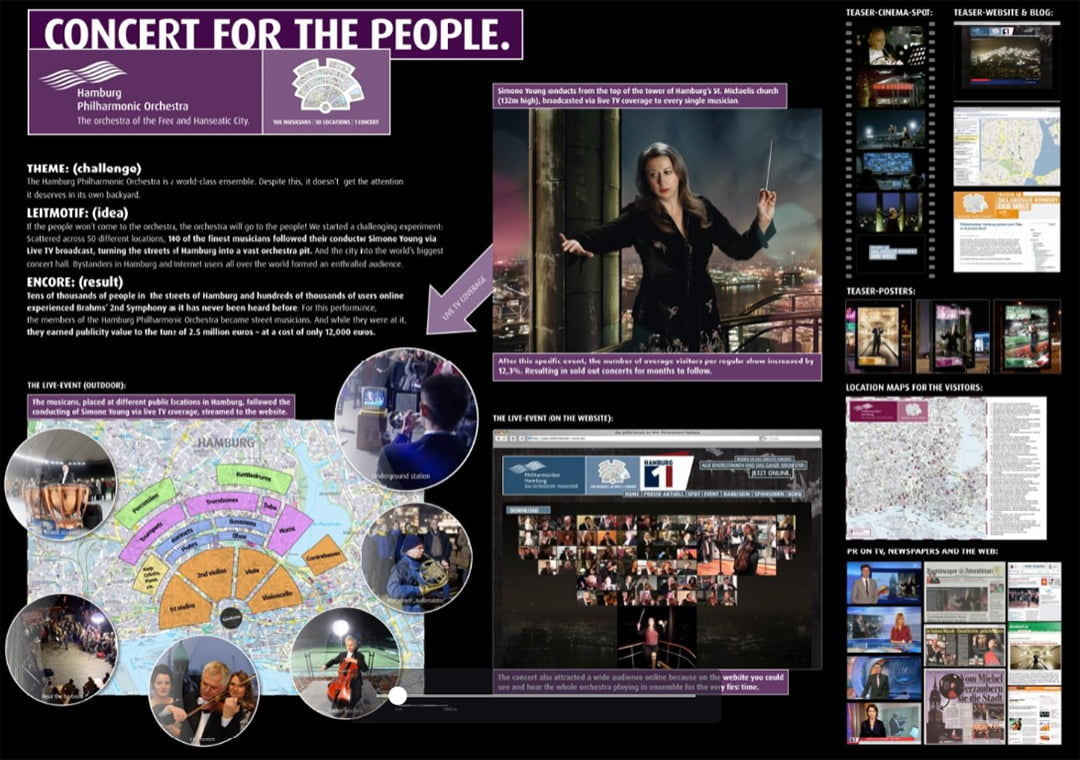 CONCERT FOR THE PEOPLE.
Hamburg
Philharmonic Orchestra
The orchestra of the Free and Hanseatic City.
100 MUSICIANS | 50 LOCATIONS | 1 CONCERT
THEME: (challenge)
The Hamburg Philharmonic Orchestra is a world-class ensemble. Despite this, it doesn't get the attention
it deserves in its own backyard.
LEITMOTIF: (idea)
If the people won't come to the orchestra, the orchestra will go to the people! We started a challenging experiment:
Scattered across 50 different locations, 100 of the finest musicians followed their conductor Simone Young via
Live TV broadcast, turning the streets of Hamburg into a vast orchestra pit. And the city into the world's biggest
concert hall. Bystanders in Hamburg and Internet users all over the world formed an enthralled audience.
ENCORE: (result)
Tens of thousands of people in the streets of Hamburg and hundreds of thousands of users online
experienced Brahms' 2nd Symphony as it has never been heard before. For this performance,
the members of the Hamburg Philharmonic Orchestra became street musicians. And while they were at it,
they earned publicity value to the tune of 2.5 million euros – at a cost of only 12,000 euros.
Simone Young conducts from the top of the tower of Hamburg's St. Michaelis church
(132m high), broadcasted via live TV coverage to every single musician
LIVE TV COVERAGE
After this specific event, the number of average visitors per regular show increased by
12,3%. Resulting in sold out concerts for months to follow.
THE LIVE-EVENT (OUTDOOR):
The musicians, placed at different public locations in Hamburg, followed the
conducting of Simone Young via live TV coverage, streamed to the website.
HAMBURG
Underground station
Kettledrums
Percussion
Trombones
Tuba
Trumpets
Horns
Bassoons
Clarinets
Flutes
Oboe
Contrabasses
Harp,
2nd violins
Viola
1st violins
Violoncello
THE LIVE-EVENT (ON THE WEBSITE):
Philharmoniker
Hamburg
HAMBURG
1
JETZT ONLINE.
HOME | PRESSE AKTUELL | SPOT | EVENT
DOWNLOAD
The concert also attracted a wide audience online because on the website you could
see and hear the whole orchestra playing in ensemble for the very first time.
TEASER-CINEMA-SPOT:
TEASER-WEBSITE & BLOG:
DAS GRÖSSTE KONZERT
DER WELT
TEASER-POSTERS:
LOCATION MAPS FOR THE VISITORS:
PR ON TV, NEWSPAPERS AND THE WEB:
Hamburger Abendblatt
Vom Michel
verzaubern
sie die Stadt